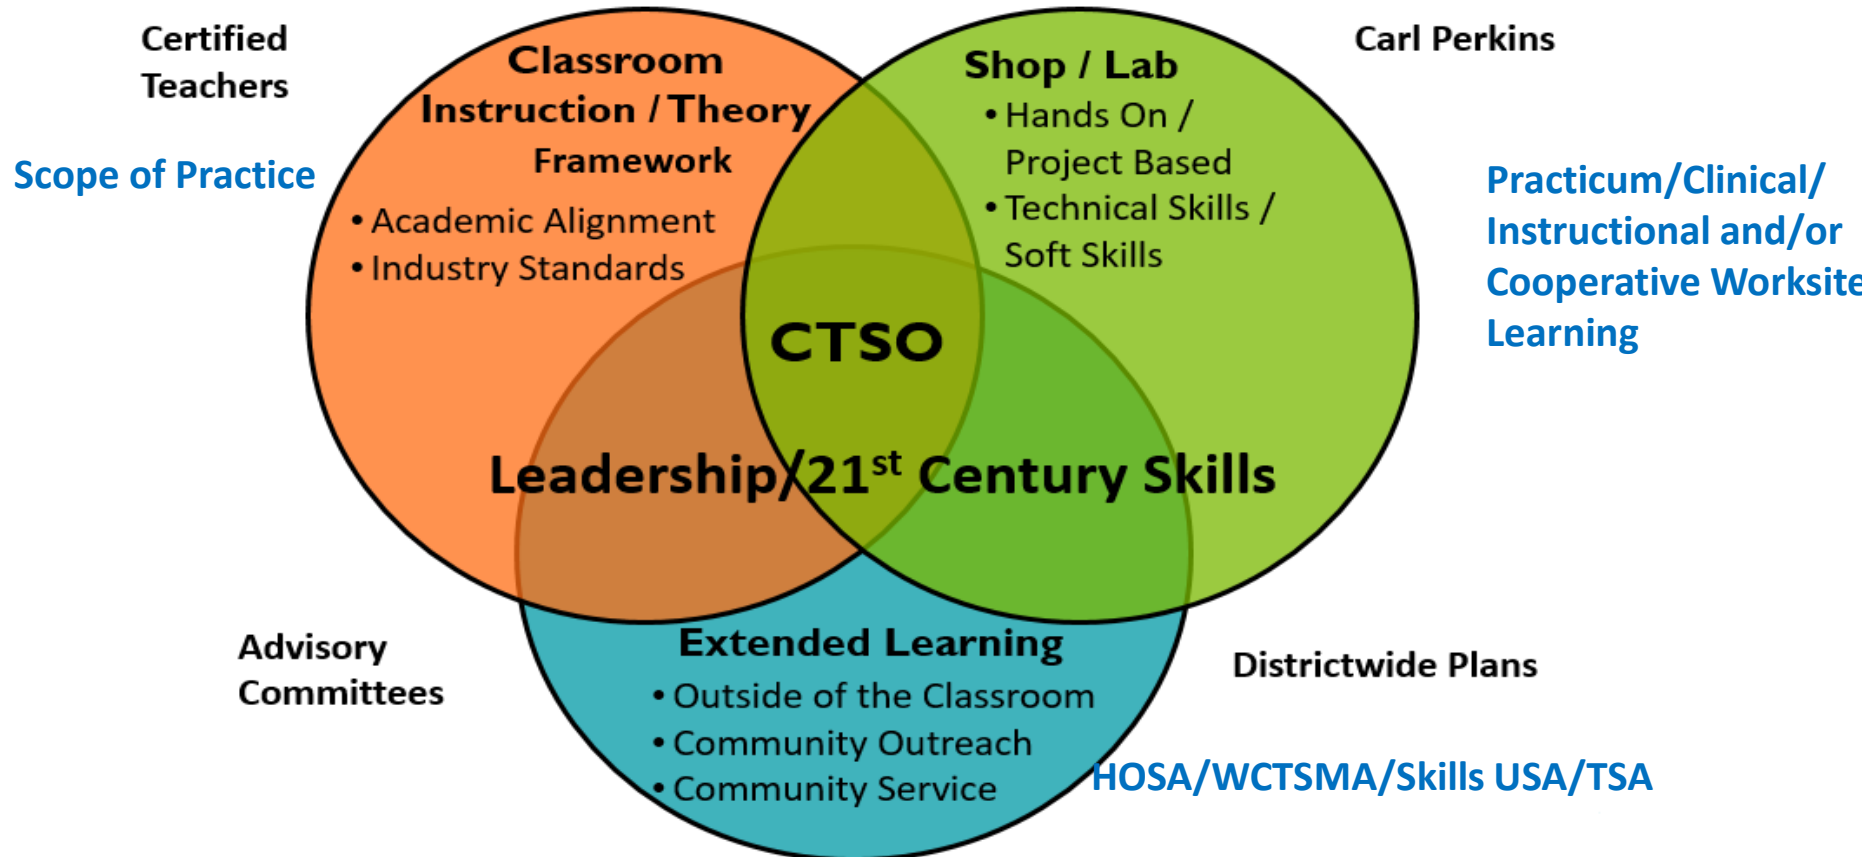 Certified
Teachers
Scope of Practice
Classroom
Instruction / Theory
Framework
• Academic Alignment
• Industry Standards
Shop / Lab
• Hands On /
Project Based
• Technical Skills /
Soft Skills
Carl Perkins
Practicum/Clinical/
Instructional and/or
Cooperative Worksite
Learning
CTSO
Leadership/21st Century Skills
Advisory
Committees
Extended Learning
• Outside of the Classroom
• Community Outreach
• Community Service
Districtwide Plans
HOSA/WCTSMA/Skills USA/TSA